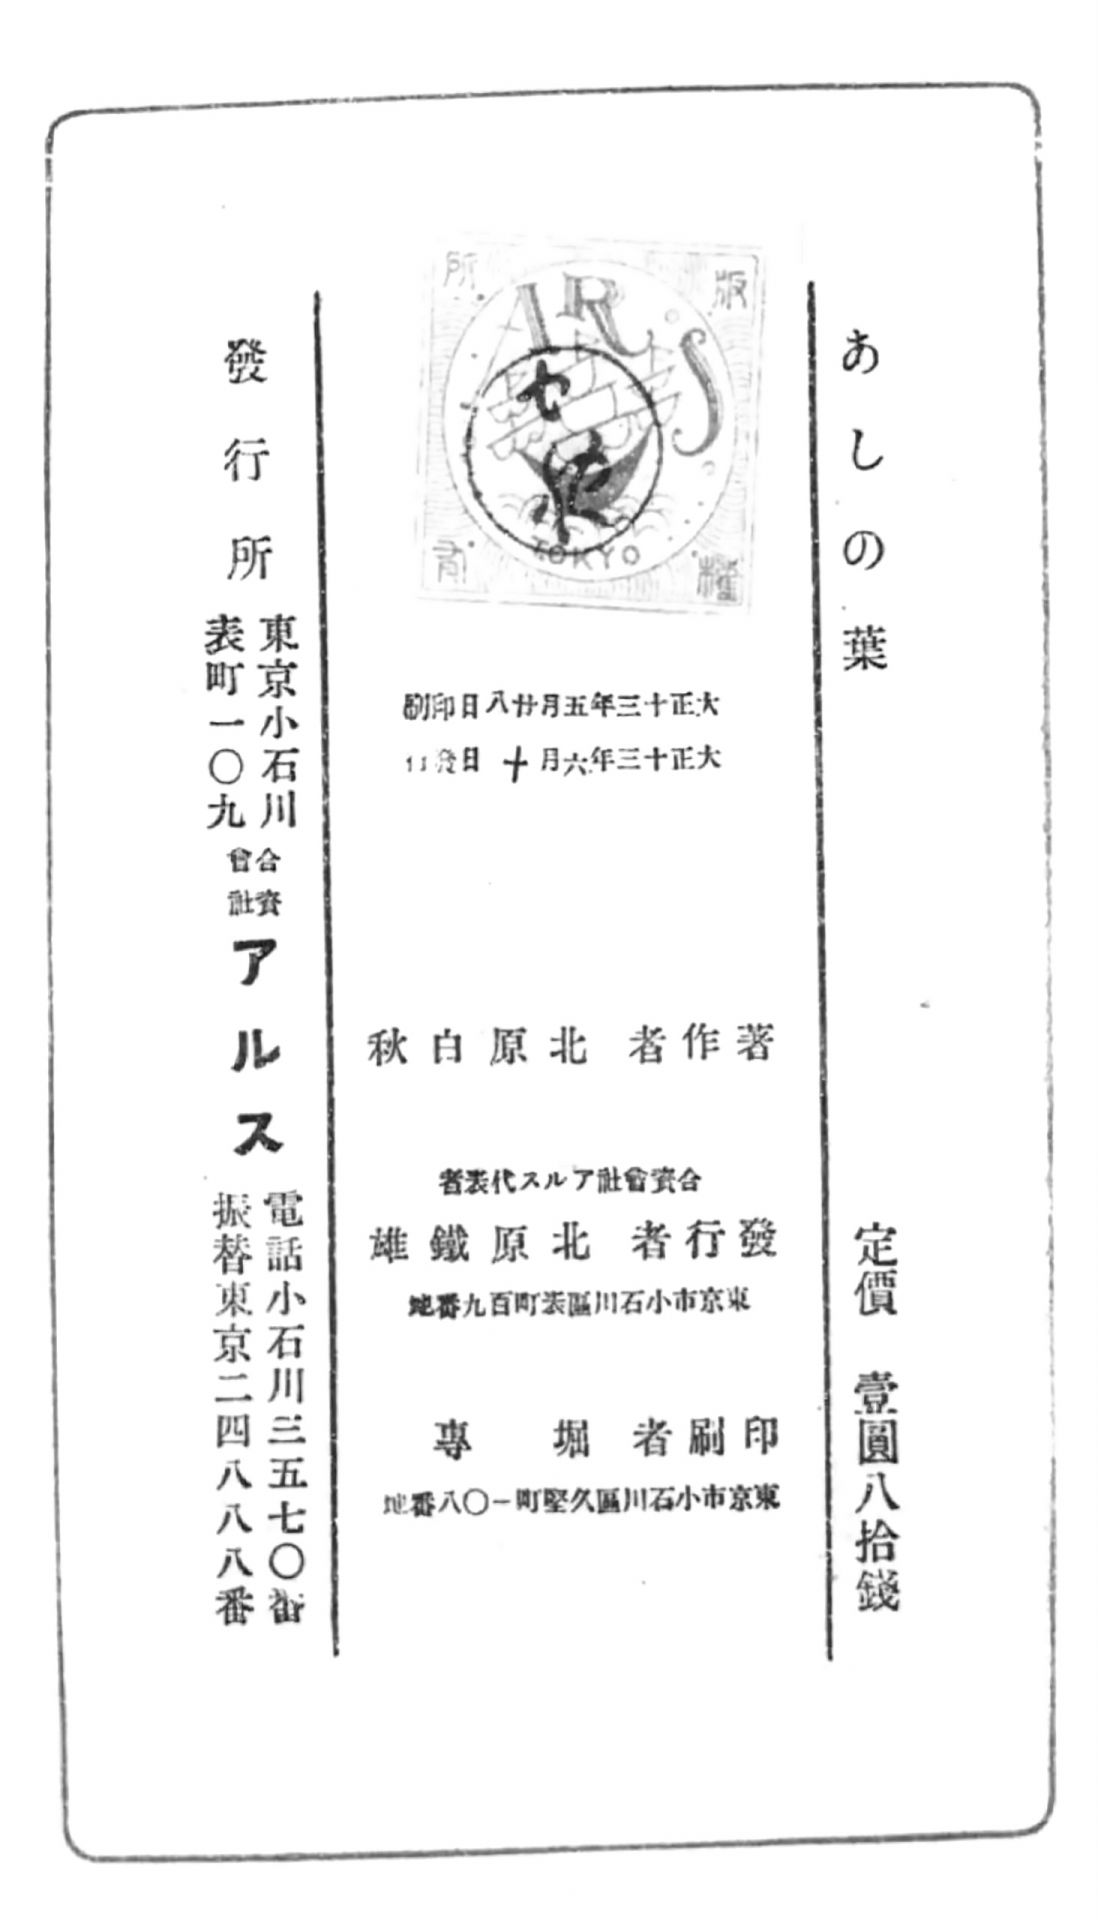 あしの葉
定價 壹圓八拾錢
版權所有
ARS
TOKYO
大正十三年五月廿八日印刷
大正十三年六月十日發行
著作者 北原白秋
合資會社アルス代表者
發行者 北原鐵雄
東京市小石川區表町百九番地
印刷者 堀專
東京市小石川區久堅町一〇八番地
發行所
東京小石川
表町一〇九
合資
會社
アルス
電話小石川三五七〇番
振替東京二四八八八番